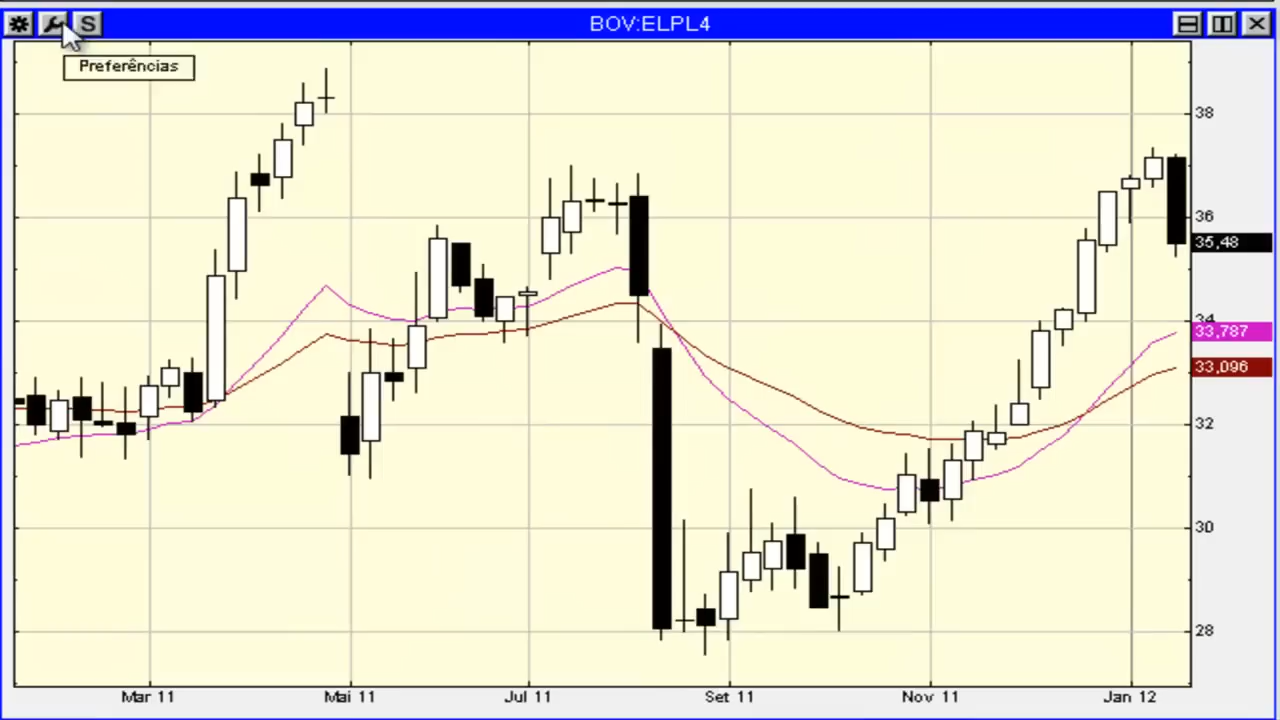 S
BOV:ELPL4
Preferências
38
36
35,48
34
33,787
33,096
32
30
28
Mar 11
Mai 11
Jul 11
Set 11
Nov 11
Jan 12